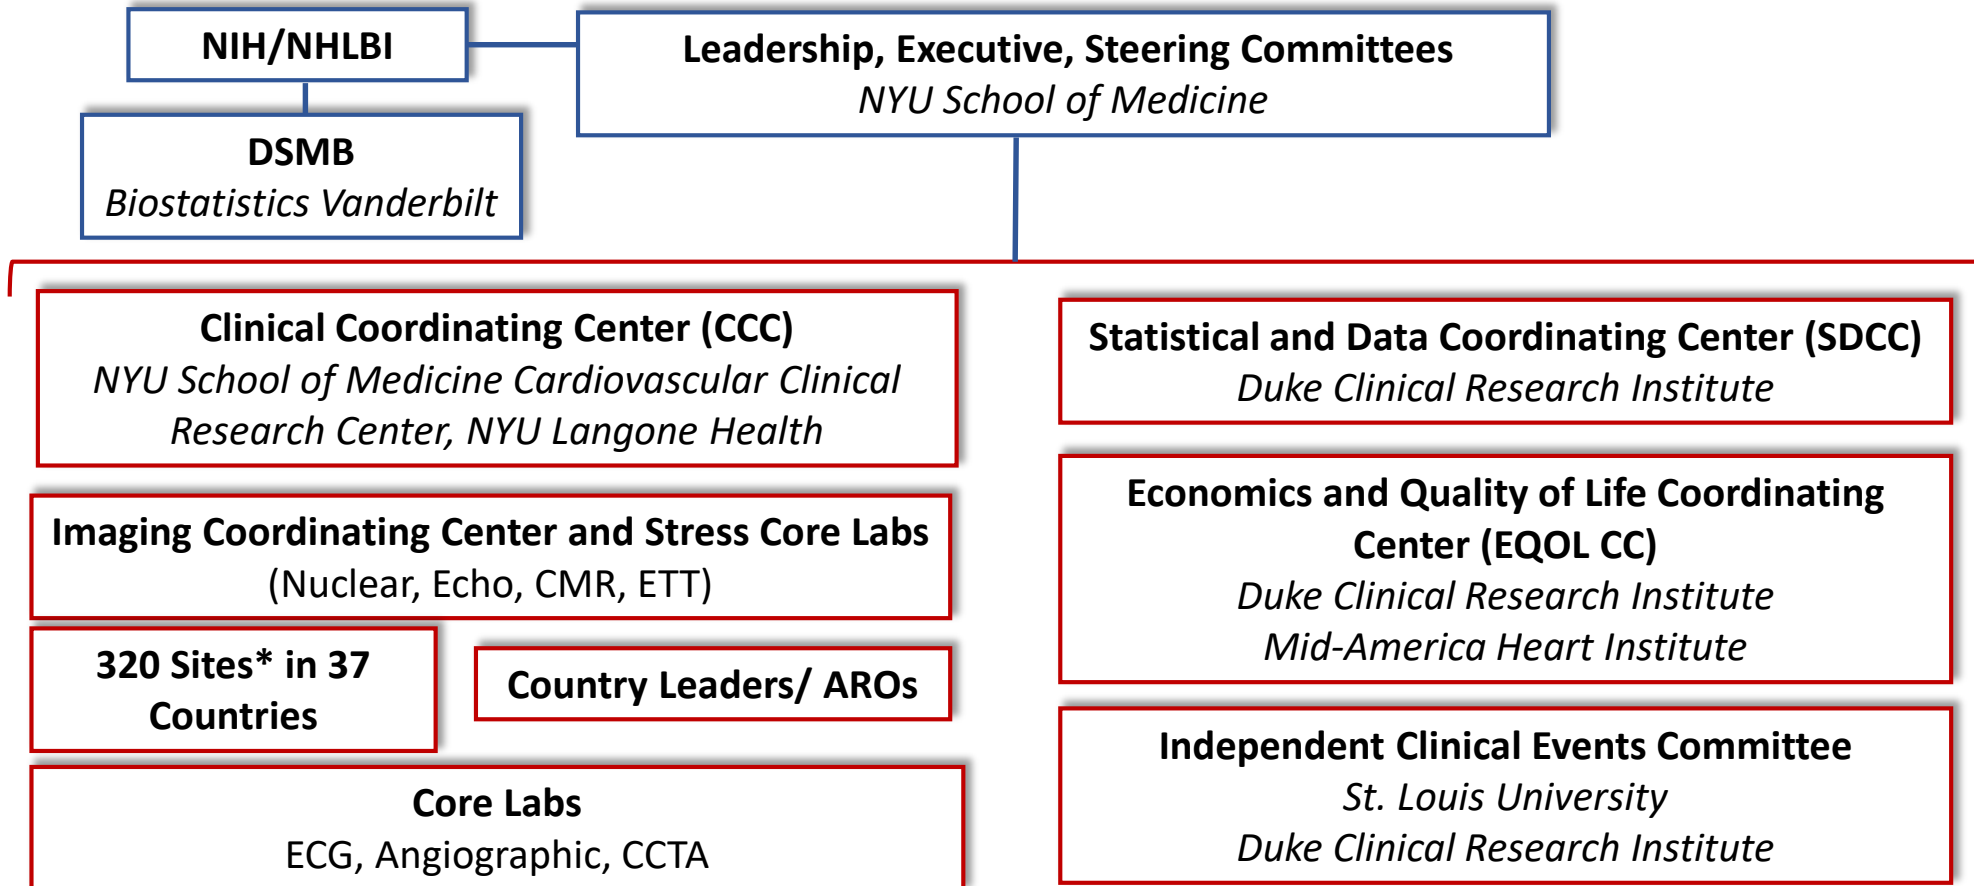 NIH/NHLBI
Leadership, Executive, Steering Committees
NYU School of Medicine
DSMB
Biostatistics Vanderbilt
Clinical Coordinating Center (CCC)
NYU School of Medicine Cardiovascular Clinical
Research Center, NYU Langone Health
Imaging Coordinating Center and Stress Core Labs
(Nuclear, Echo, CMR, ETT)
320 Sites* in 37
Countries
Country Leaders/ AROs
Core Labs
ECG, Angiographic, CCTA
Statistical and Data Coordinating Center (SDCC)
Duke Clinical Research Institute
Economics and Quality of Life Coordinating
Center (EQOL CC)
Duke Clinical Research Institute
Mid-America Heart Institute
Independent Clinical Events Committee
St. Louis University
Duke Clinical Research Institute